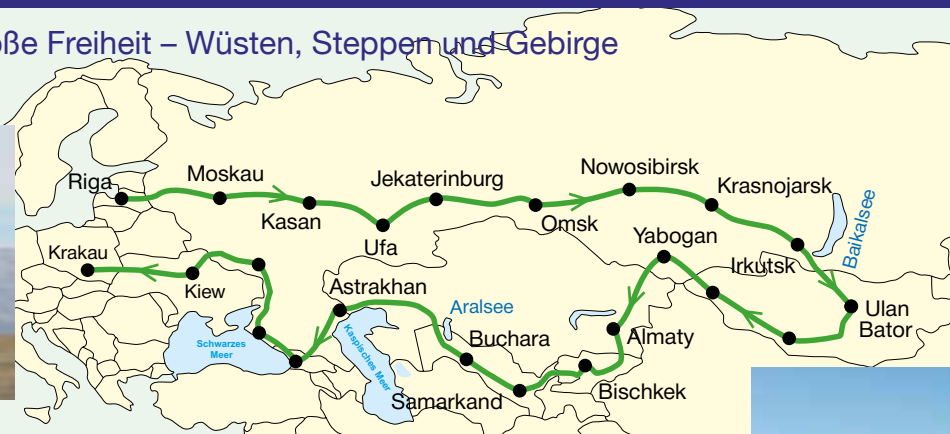 ße Freiheit – Wüsten, Steppen und Gebirge
Riga
Moskau
Kasan
Jekaterinburg
Ufa
Omsk
Nowosibirsk
Krasnojarsk
Baikalsee
Irkutsk
Yabogan
Ulan
Bator
Krakau
Kiew
Astrakhan
Aralsee
Buchara
Almaty
Bischkek
Samarkand
Schwarzes
Meer
Kaspisches Meer